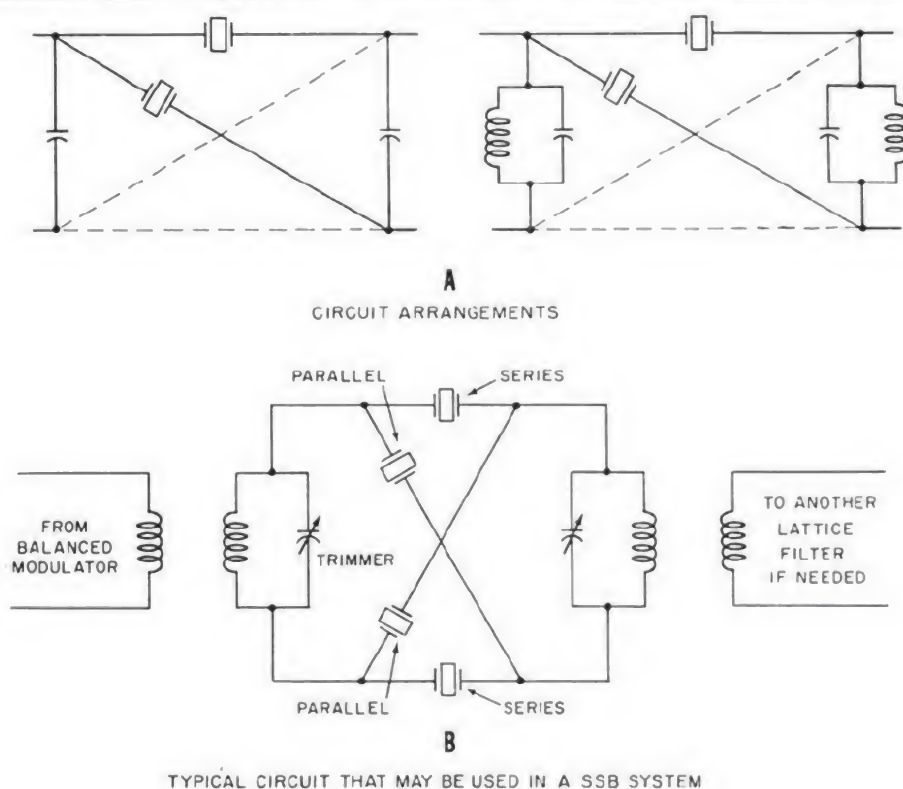 A
CIRCUIT ARRANGEMENTS
PARALLEL
SERIES
FROM
BALANCED
MODULATOR
TRIMMER
TO ANOTHER
LATTICE
FILTER
IF NEEDED
PARALLEL
SERIES
B
TYPICAL CIRCUIT THAT MAY BE USED IN A SSB SYSTEM